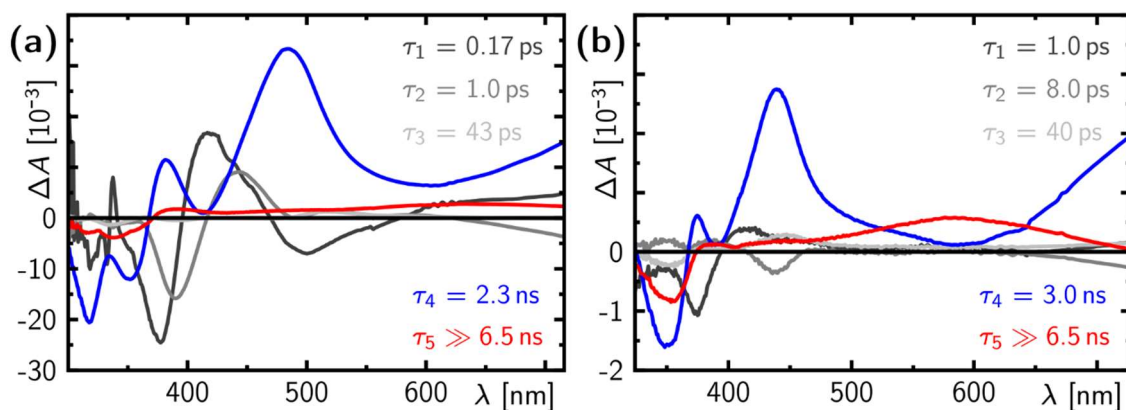 (a)
τ₁ = 0.17 ps
τ₂ = 1.0 ps
τ₃ = 43 ps
ΔA [10⁻³]
0
-10
-20
-30
τ₄ = 2.3 ns
τ₅ ≫ 6.5 ns
400
500
600
λ [nm]
(b)
τ₁ = 1.0 ps
τ₂ = 8.0 ps
τ₃ = 40 ps
ΔA [10⁻³]
0
-1
-2
τ₄ = 3.0 ns
τ₅ ≫ 6.5 ns
400
500
600
λ [nm]